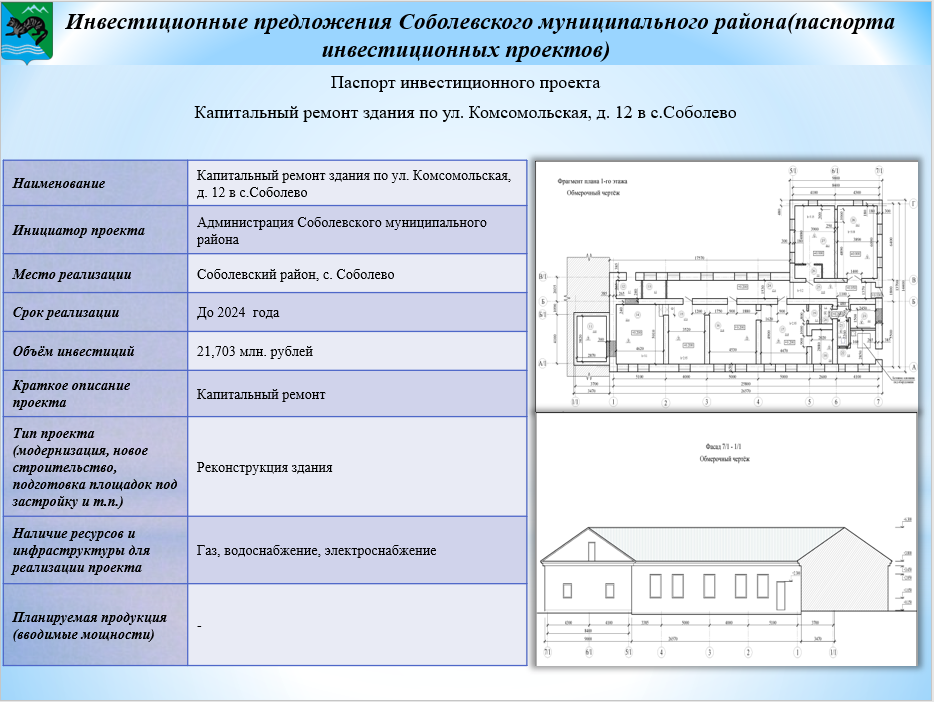 Инвестиционные предложения Соболевского муниципального района(паспорта
инвестиционных проектов)
Паспорт инвестиционного проекта
Капитальный ремонт здания по ул. Комсомольская, д. 12 в с.Соболево
Наименование
Капитальный ремонт здания по ул. Комсомольская,
д. 12 в с.Соболево
Инициатор проекта
Администрация Соболевского муниципального
района
Место реализации
Соболевский район, с. Соболево
Срок реализации
До 2024 года
Объём инвестиций
21,703 млн. рублей
Краткое описание
проекта
Капитальный ремонт
Тип проекта
(модернизация, новое
строительство,
подготовка площадок под
застройку и т.п.)
Реконструкция здания
Наличие ресурсов и
инфраструктуры для
реализации проекта
Газ, водоснабжение, электроснабжение
Планируемая продукция
(вводимые мощности)
-
Фрагмент плана 1-го этажа
Обмерочный чертёж
Фасад 7/1 - 1/1
Обмерочный чертёж